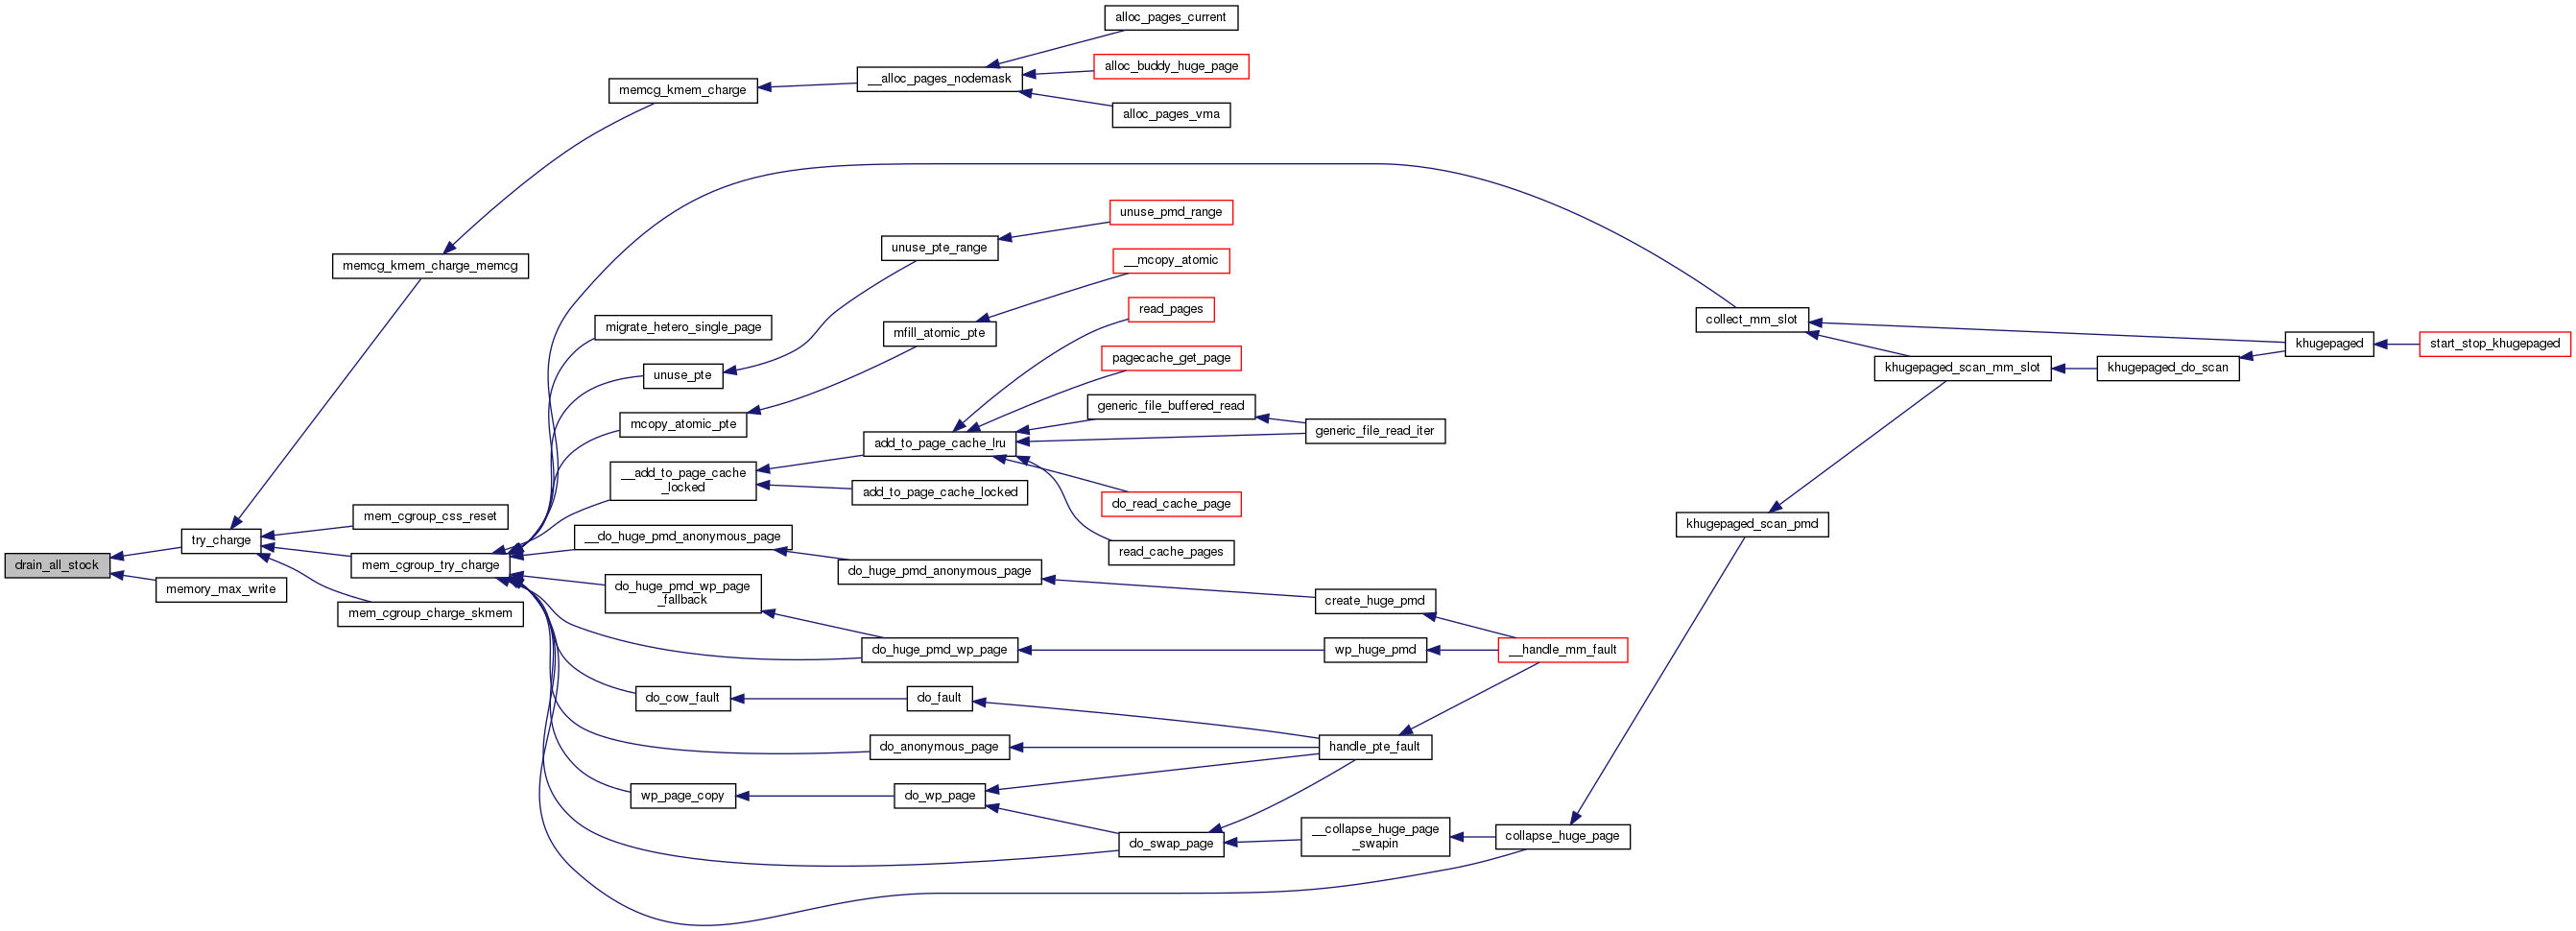 alloc_pages_current
alloc_buddy_huge_page
memcg_kmem_charge
__alloc_pages_nodemask
alloc_pages_vma
unuse_pmd_range
unuse_pte_range
__mcopy_atomic
memcg_kmem_charge_memcg
read_pages
collect_mm_slot
migrate_hetero_single_page
mfill_atomic_pte
khugepaged
start_stop_khugepaged
pagecache_get_page
khugepaged_scan_mm_slot
khugepaged_do_scan
unuse_pte
generic_file_buffered_read
mcopy_atomic_pte
generic_file_read_iter
add_to_page_cache_lru
__add_to_page_cache
_locked
add_to_page_cache_locked
do_read_cache_page
mem_cgroup_css_reset
khugepaged_scan_pmd
try_charge
__do_huge_pmd_anonymous_page
read_cache_pages
drain_all_stock
mem_cgroup_try_charge
do_huge_pmd_anonymous_page
memory_max_write
do_huge_pmd_wp_page
_fallback
create_huge_pmd
mem_cgroup_charge_skmem
do_huge_pmd_wp_page
wp_huge_pmd
__handle_mm_fault
do_cow_fault
do_fault
do_anonymous_page
handle_pte_fault
wp_page_copy
do_wp_page
do_swap_page
__collapse_huge_page
_swapin
collapse_huge_page